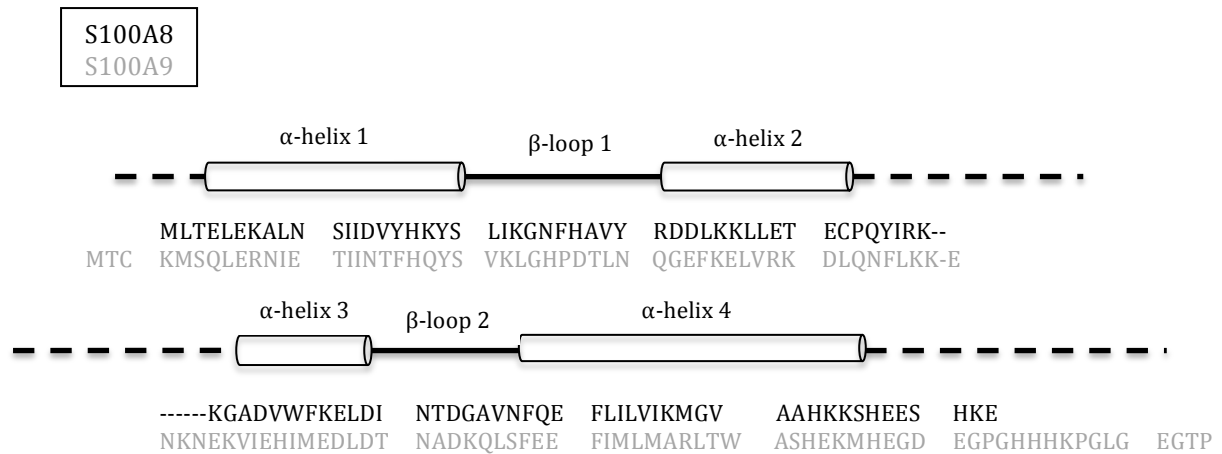 S100A8
S100A9
α-helix 1 β-loop 1 α-helix 2
MLTELEKALN SIIDVYHKYS LIKGNFHAVY RDDLKKLLET ECPQYIRK--
MTC KMSQLERNIE TIINTFHQYS VKLGHPDTLN QGEFKELVRK DLQNFLKK-E
α-helix 3 β-loop 2 α-helix 4
------KGADVWFKELDI NTDGAVNFQE FLILVIKMGV AAHKKSHEES HKE
NKNEKVIEHIMEDLDT NADKQLSFEE FIMLMARLTW ASHEKMHEGD EGPGHHHKPGLG EGTP